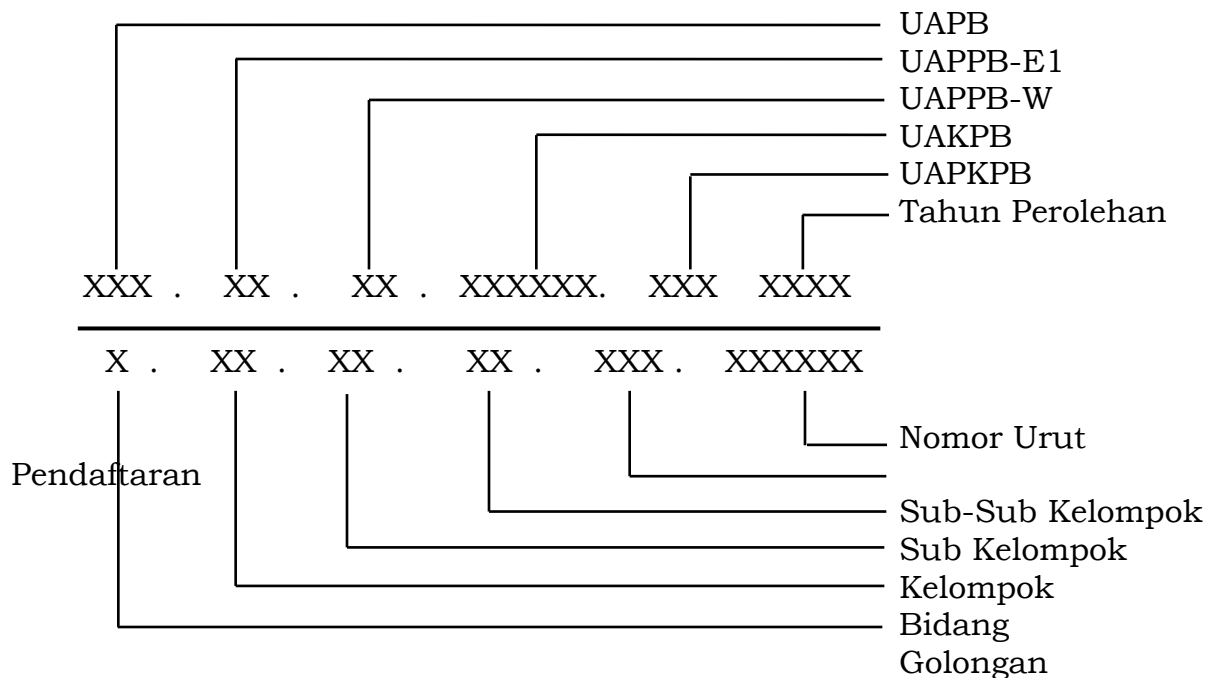 UAPB
UAPPB-E1
UAPPB-W
UAKPB
UAPKPB
Tahun Perolehan
XXX . XX . XX . XXXXXX. XXX XXXX
X . XX . XX . XX . XXX . XXXXXX
Nomor Urut
Pendaftaran
Sub-Sub Kelompok
Sub Kelompok
Kelompok
Bidang
Golongan